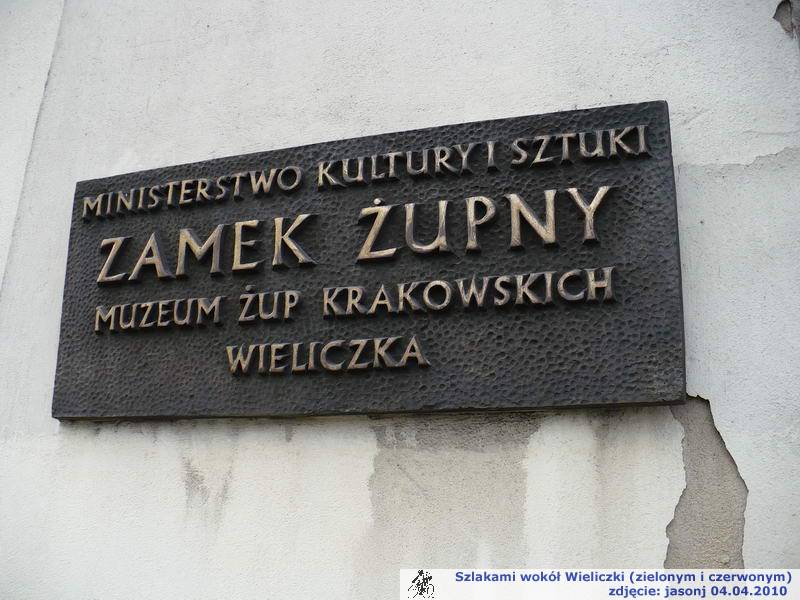 MINISTERSTWO KULTURY I SZTUKI
ZAMEK ŻUPNY
MUZEUM ŻUP KRAKOWSKICH
WIELICZKA
Szlakami wokół Wieliczki (zielonym i czerwonym)
zdjęcie: jasonj 04.04.2010